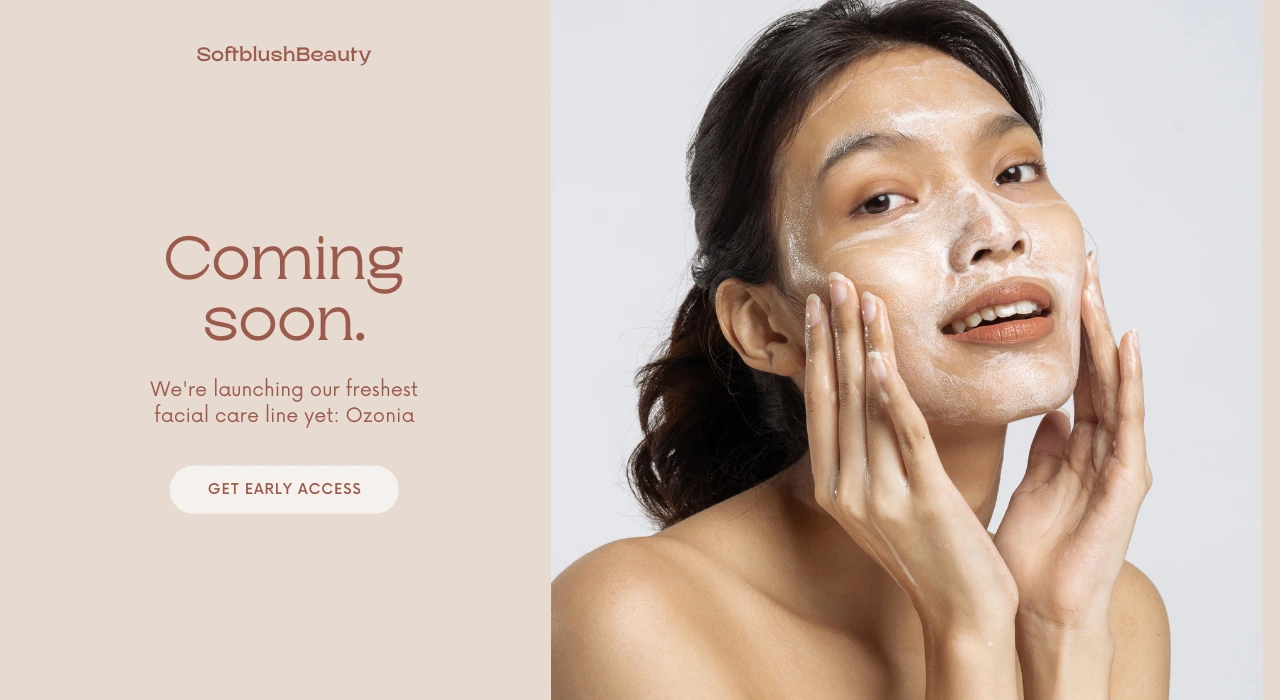 SoftblushBeauty
Coming
soon.
We're launching our freshest
facial care line yet: Ozonia
GET EARLY ACCESS